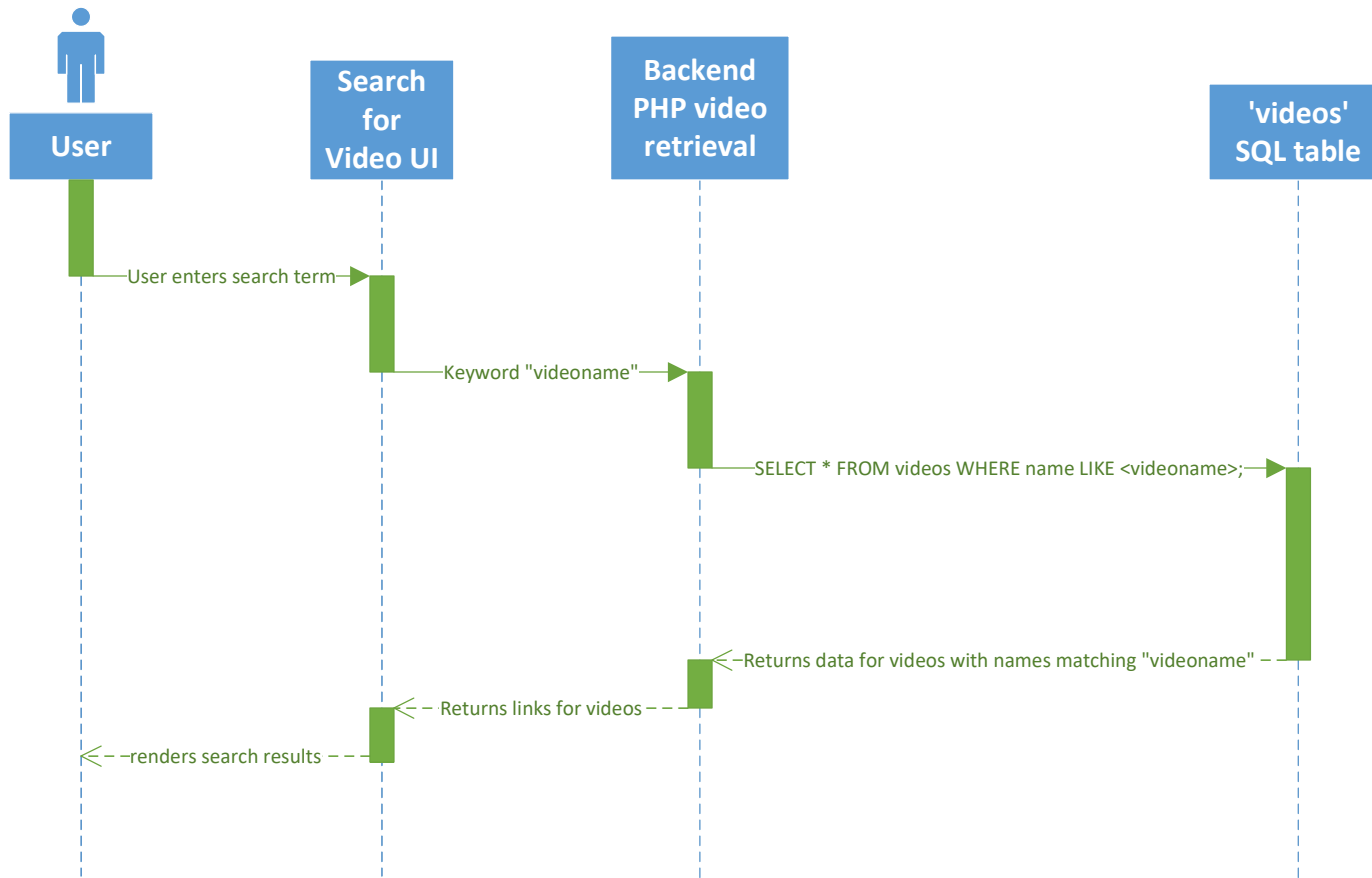 User
Search
for
Video UI
Backend
PHP video
retrieval
'videos'
SQL table
User enters search term
Keyword "videoname"
SELECT * FROM videos WHERE name LIKE <videoname>;
Returns data for videos with names matching "videoname"
Returns links for videos
renders search results